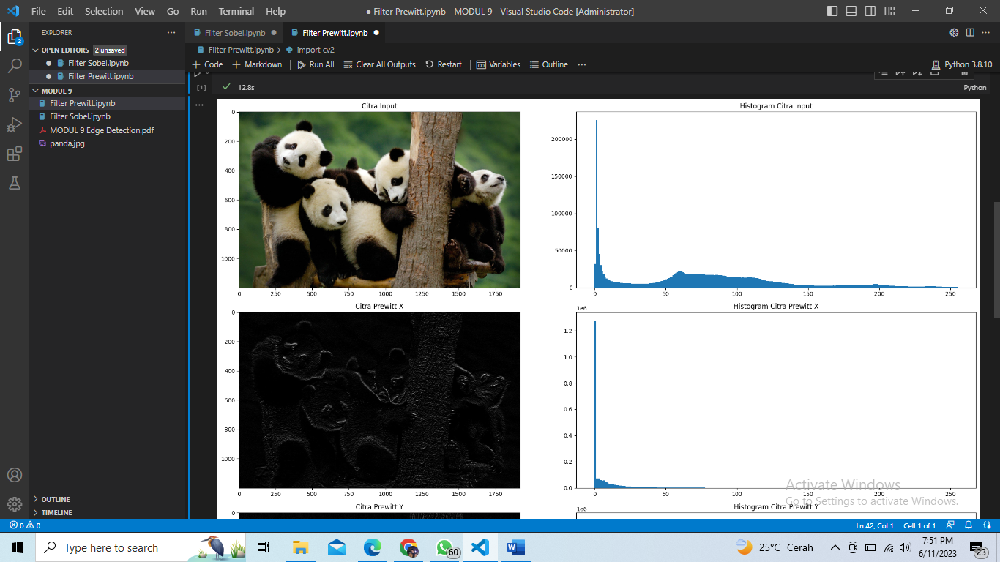 File Edit Selection View Go Run Terminal Help ● Filter Prewitt.ipynb - MODUL 9 - Visual Studio Code [Administrator]
EXPLORER
OPEN EDITORS 2 unsaved
Filter Sobel.ipynb
Filter Prewitt.ipynb
MODUL 9
Filter Prewitt.ipynb
Filter Sobel.ipynb
MODUL 9 Edge Detection.pdf
panda.jpg
OUTLINE
TIMELINE
2
Filter Sobel.ipynb Filter Prewitt.ipynb
Filter Prewitt.ipynb > import cv2
+ Code + Markdown Run All Clear All Outputs Restart Variables Outline ... Python 3.8.10
[1] 12.8s Python
Citra Input
0
200
400
600
800
1000
0 250 500 750 1000 1250 1500 1750
Histogram Citra Input
200000
150000
100000
50000
0
0 50 100 150 200 250
Citra Prewitt X
0
200
400
600
800
1000
0 250 500 750 1000 1250 1500 1750
Histogram Citra Prewitt X
1e6
1.2
1.0
0.8
0.6
0.4
0.2
0.0
0 50 100 150 200 250
Citra Prewitt Y
0
Histogram Citra Prewitt Y
1e6
Activate Windows
Go to Settings to activate Windows.
0 0 Ln 42, Col 1 Cell 1 of 1
Type here to search 60 25°C Cerah 7:51 PM
6/11/2023 23